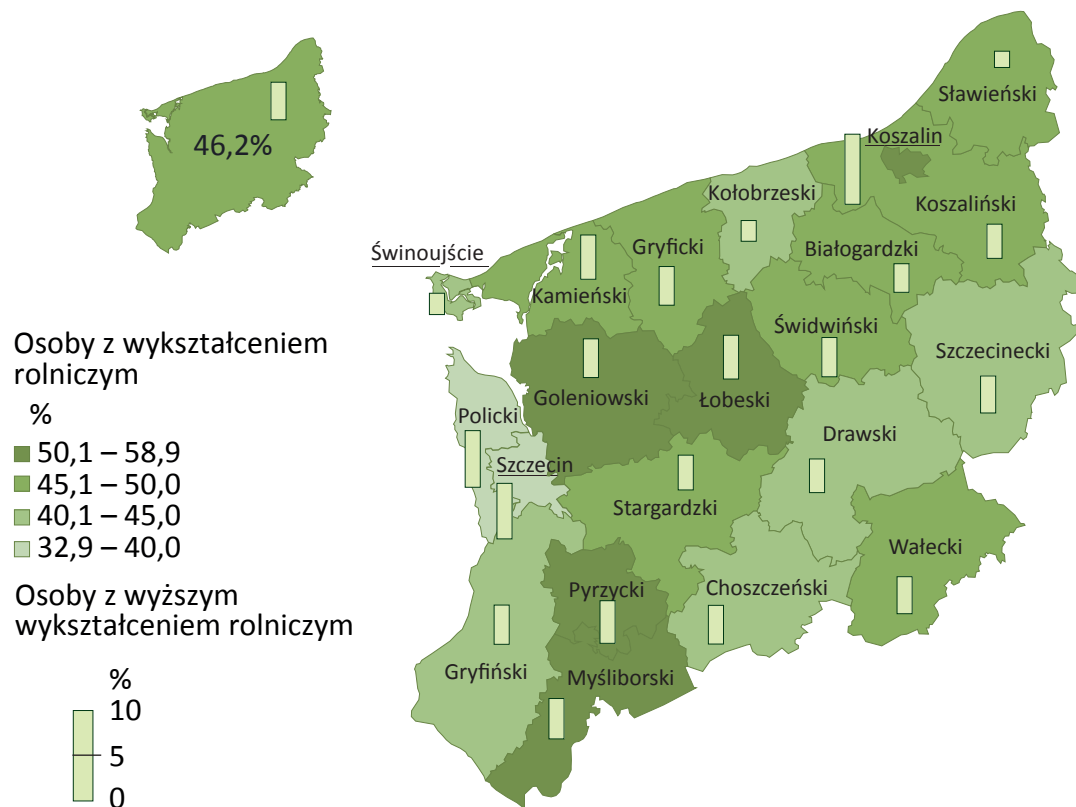 46,2%
Sławieński
Koszalin
Kołobrzeski
Koszaliński
Świnoujście
Gryficki
Białogardzki
Kamieński
Świdwiński
Szczecinecki
Goleniowski
Łobeski
Policki
Drawski
Szczecin
Stargardzki
Wałecki
Pyrzycki
Choszczeński
Gryfiński
Myśliborski
Osoby z wykształceniem
rolniczym
%
50,1 – 58,9
45,1 – 50,0
40,1 – 45,0
32,9 – 40,0
Osoby z wyższym
wykształceniem rolniczym
%
10
5
0